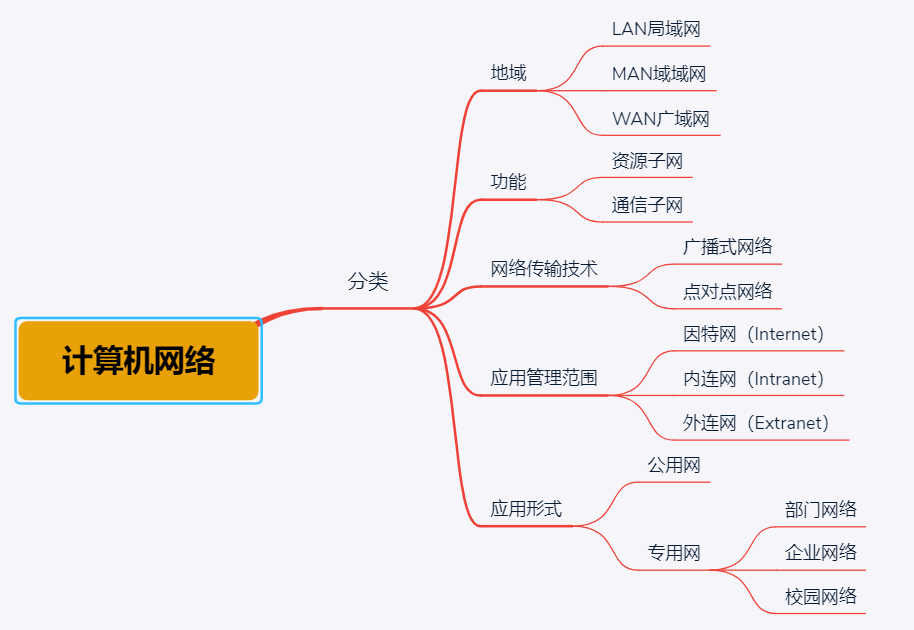 计算机网络
分类
地域
LAN局域网
MAN域域网
WAN广域网
功能
资源子网
通信子网
网络传输技术
广播式网络
点对点网络
应用管理范围
因特网（Internet）
内连网（Intranet）
外连网（Extranet）
应用形式
公用网
专用网
部门网络
企业网络
校园网络